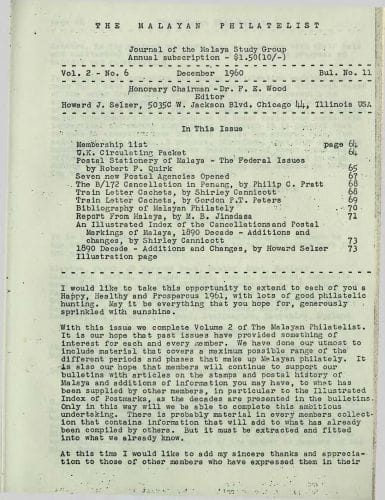 THE MALAYAN PHILATELIST
Journal of the Malaya Study Group
Annual subscription - $1.50(10/-)
Vol. 2 - No. 6 December 1960 Bul. No. 11
Honorary Chairman - Dr. F. E. Wood
Editor
Howard J. Selzer, 5035C W. Jackson Blvd, Chicago 44, Illinois USA
In This Issue
Membership list page 64
U.K. Circulating Packet 64
Postal Stationery of Malaya - The Federal Issues
by Robert F. Quirk 65
Seven new Postal Agencies Opened 67
The B/172 Cancellation in Penang, by Philip C. Pratt 68
Train Letter Cachets, by Shirley Cannicott 68
Train Letter Cachets, by Gordon P.T. Peters 69
Bibliography of Malayan Philately 70
Report From Malaya, by M. B. Jinadasa 71
An Illustrated Index of the Cancellations and Postal
Markings of Malaya, 1890 Decade - Additions and
changes, by Shirley Cannicott 73
1890 Decade - Additions and Changes, by Howard Selzer 73
Illustration page
I would like to take this opportunity to extend to each of you a
Happy, Healthy and Prosperous 1961, with lots of good philatelic
hunting. May it be everything that you hope for, generously
sprinkled with sunshine.
With this issue we complete Volume 2 of The Malayan Philatelist.
It is our hope that past issues have provided something of
interest for each and every member. We have done our utmost to
include material that covers a maximum possible range of the
different periods and phases that make up Malayan philately. It
is also our hope that members will continue to support our
bulletins with articles on the stamps and postal history of
Malaya and additions of information you may have, to what has
been supplied by other members, in particular to the Illustrated
Index of Postmarks, as the decades are presented in the bulletins.
Only in this way will we be able to complete this ambitious
undertaking. There is probably material in every members collect-
ion that contains information that will add to what has already
been compiled by others. But it must be extracted and fitted
into what we already know.
At this time I would like to add my sincere thanks and apprecia-
tion to those of other members who have expressed them in their